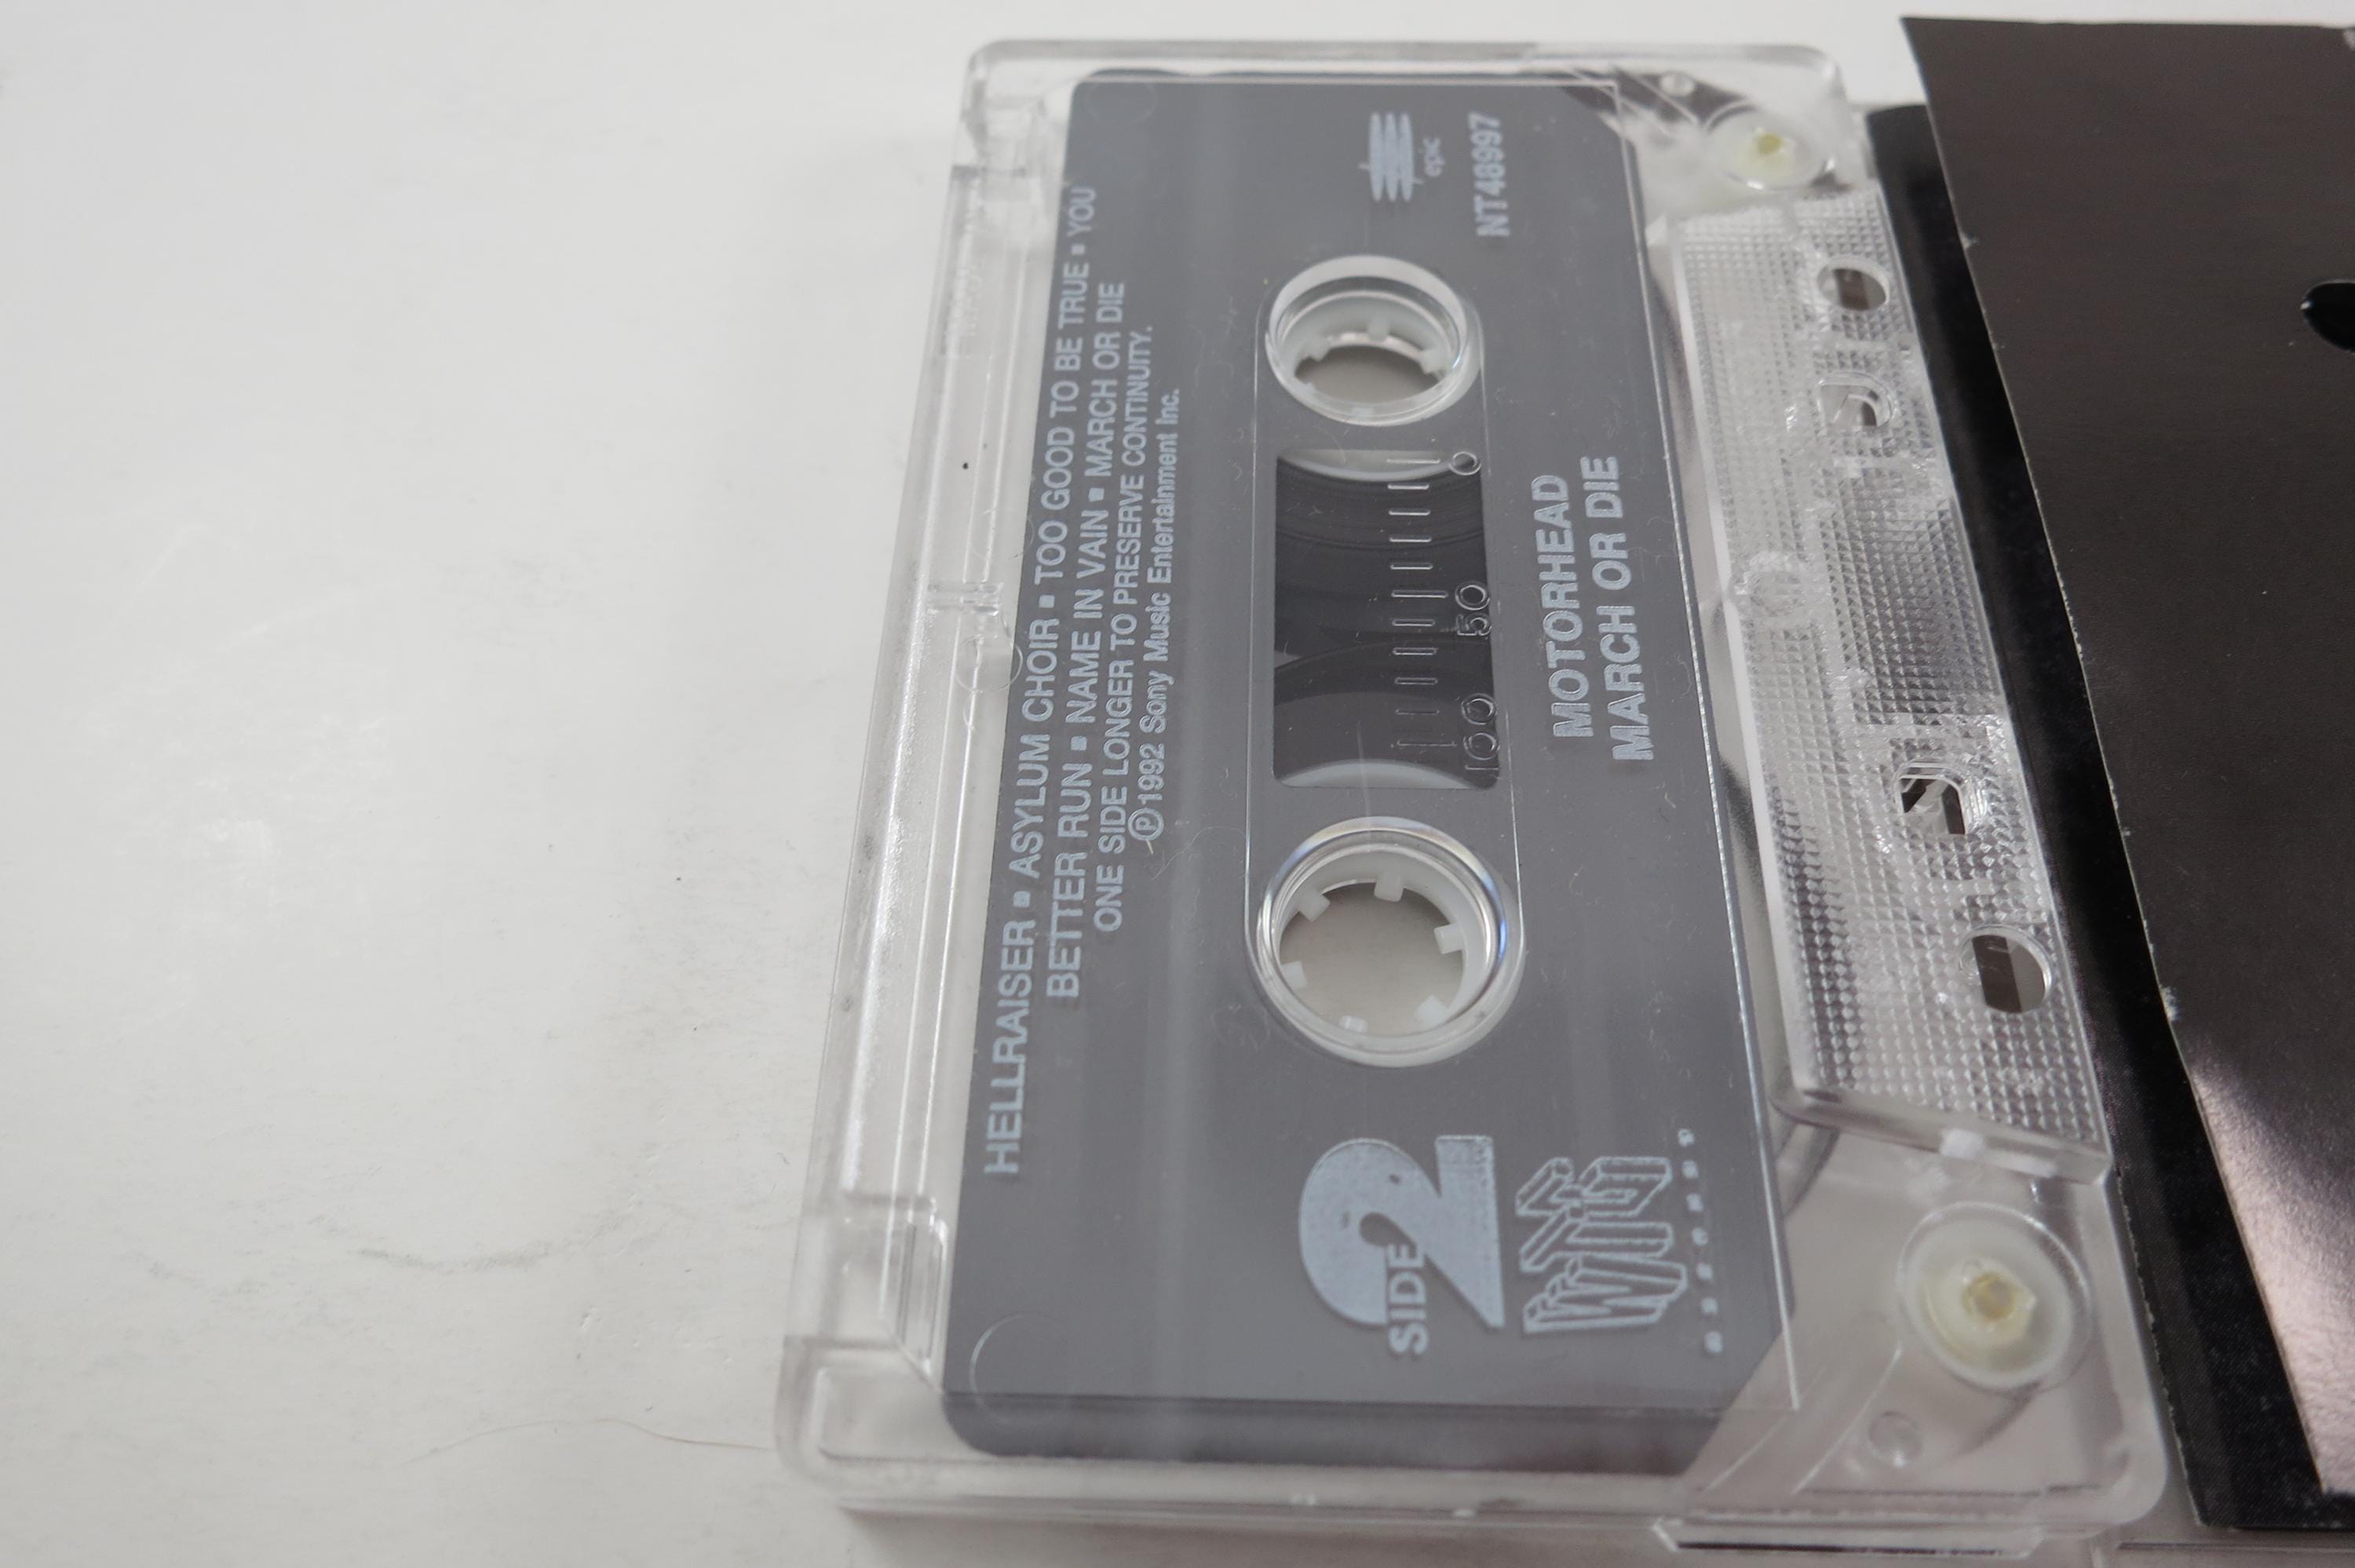 HELLRAISER ▪ ASYLUM CHOIR ▪ TOO GOOD TO BE TRUE ▪ YOU
BETTER RUN ▪ NAME IN VAIN ▪ MARCH OR DIE
ONE SIDE LONGER TO PRESERVE CONTINUITY.
℗1992 Sony Music Entertainment Inc.
epic
NT48997
0
50
100
SIDE 2
MOTORHEAD
MARCH OR DIE
WTG
records